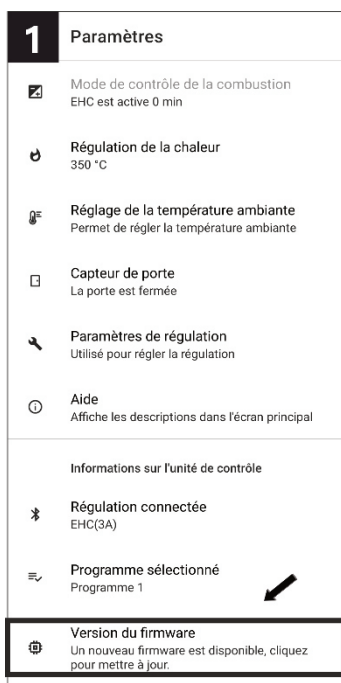 1 Paramètres
Mode de contrôle de la combustion
EHC est active 0 min
Régulation de la chaleur
350 °C
Réglage de la température ambiante
Permet de régler la température ambiante
Capteur de porte
La porte est fermée
Paramètres de régulation
Utilisé pour régler la régulation
Aide
Affiche les descriptions dans l'écran principal
Informations sur l'unité de contrôle
Régulation connectée
EHC(3A)
Programme sélectionné
Programme 1
Version du firmware
Un nouveau firmware est disponible, cliquez
pour mettre à jour.